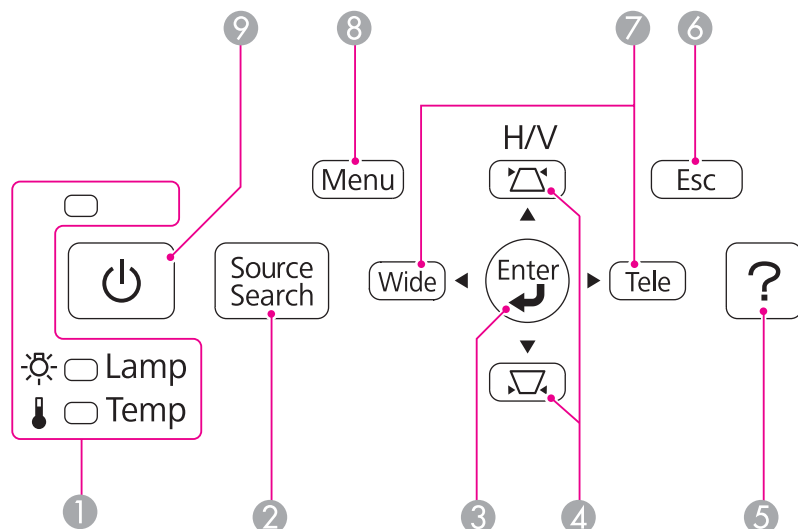 9 8 7 6
H/V
Menu
Esc
Source
Search
Wide
Enter
Tele
?
Lamp
Temp
1 2 3 4 5